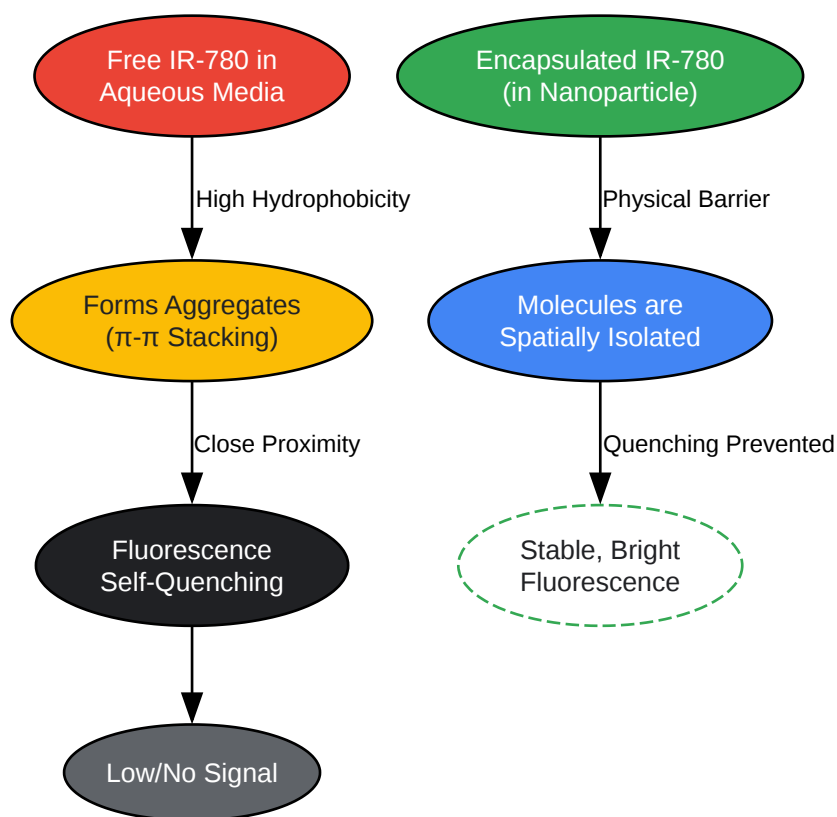 Free IR-780 in
Aqueous Media
High Hydrophobicity
Forms Aggregates
(π-π Stacking)
Close Proximity
Fluorescence
Self-Quenching
Low/No Signal
Encapsulated IR-780
(in Nanoparticle)
Physical Barrier
Molecules are
Spatially Isolated
Quenching Prevented
Stable, Bright
Fluorescence